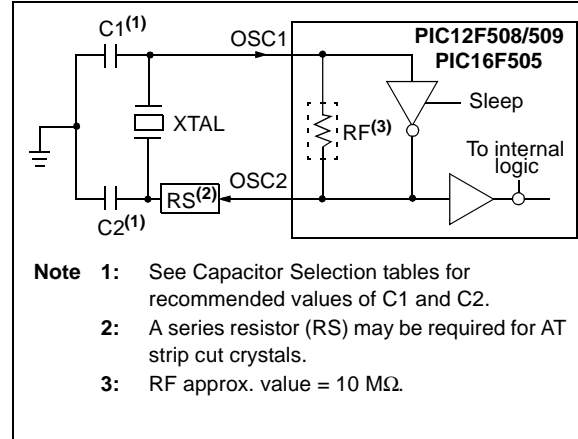 C1(1)
OSC1
PIC12F508/509
PIC16F505
Sleep
XTAL
RF(3)
To internal
logic
OSC2
RS(2)
C2(1)
Note 1: See Capacitor Selection tables for
recommended values of C1 and C2.
2: A series resistor (RS) may be required for AT
strip cut crystals.
3: RF approx. value = 10 MΩ.